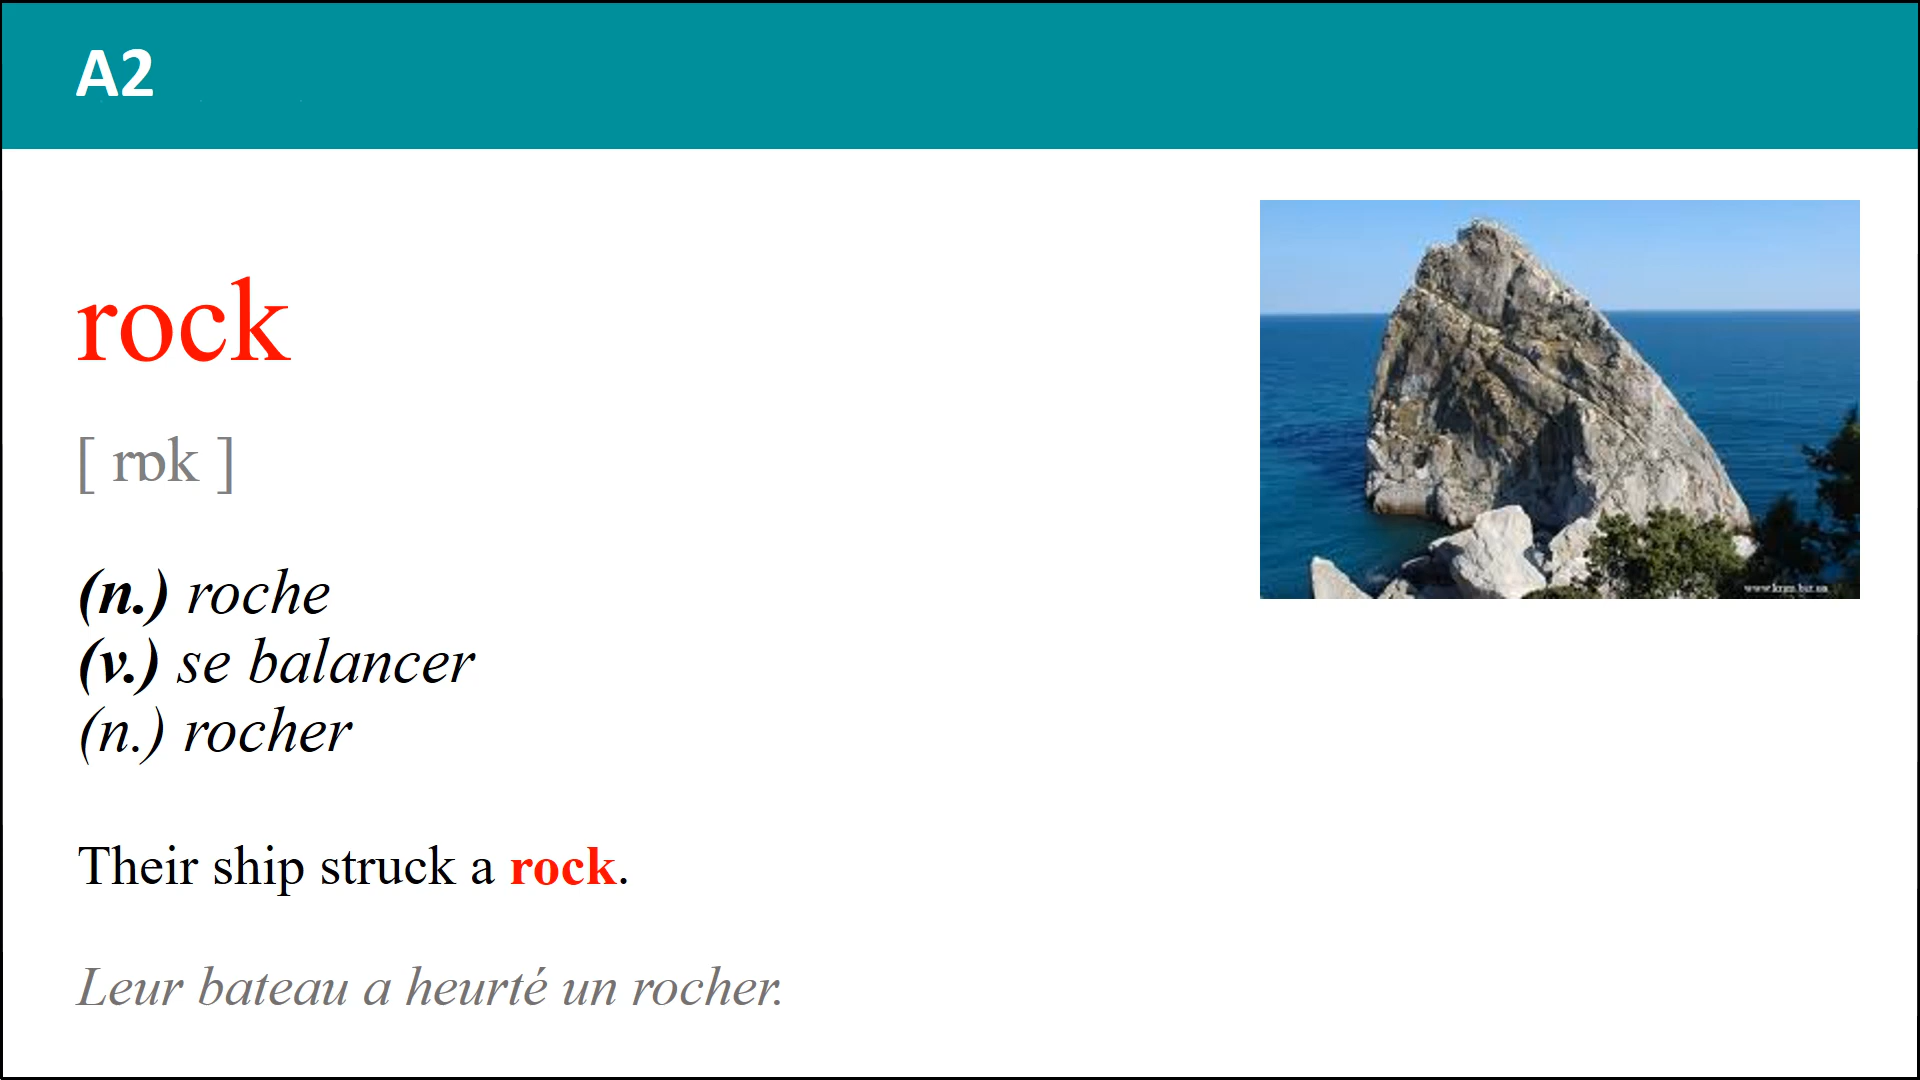 A2
rock
[ rɒk ]
(n.) roche
(v.) se balancer
(n.) rocher
Their ship struck a rock.
Leur bateau a heurté un rocher.